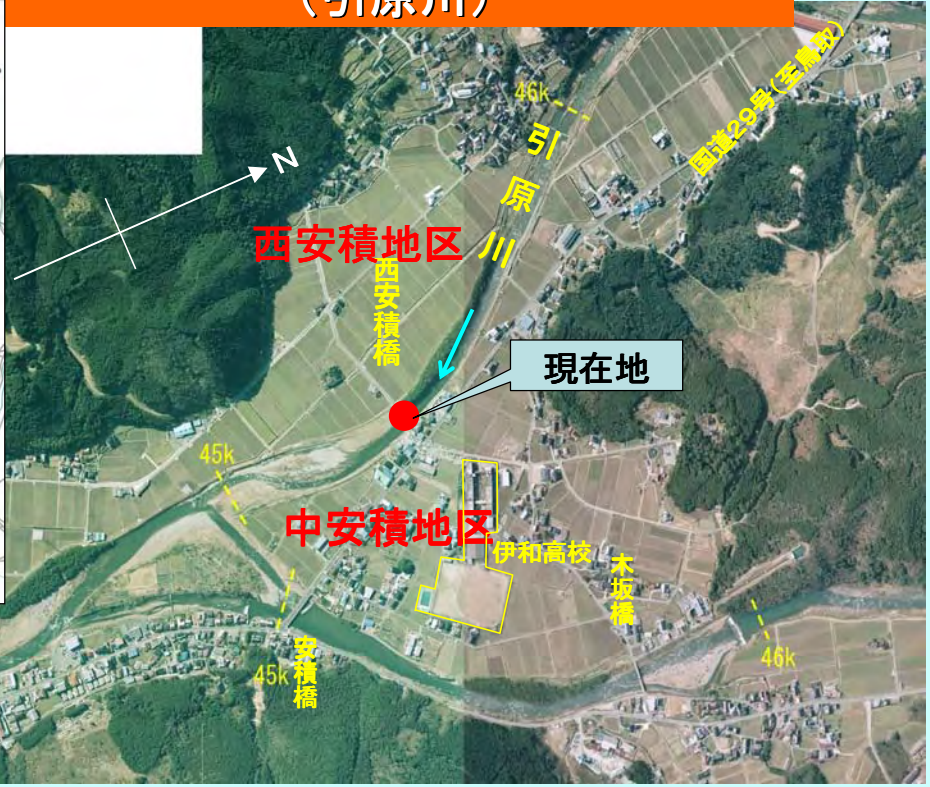 （引原川）
国道29号(至鳥取)
46k
引原川
N
西安積地区
西安積橋
現在地
45k
中安積地区
伊和高校
木坂橋
安積橋
45k
46k